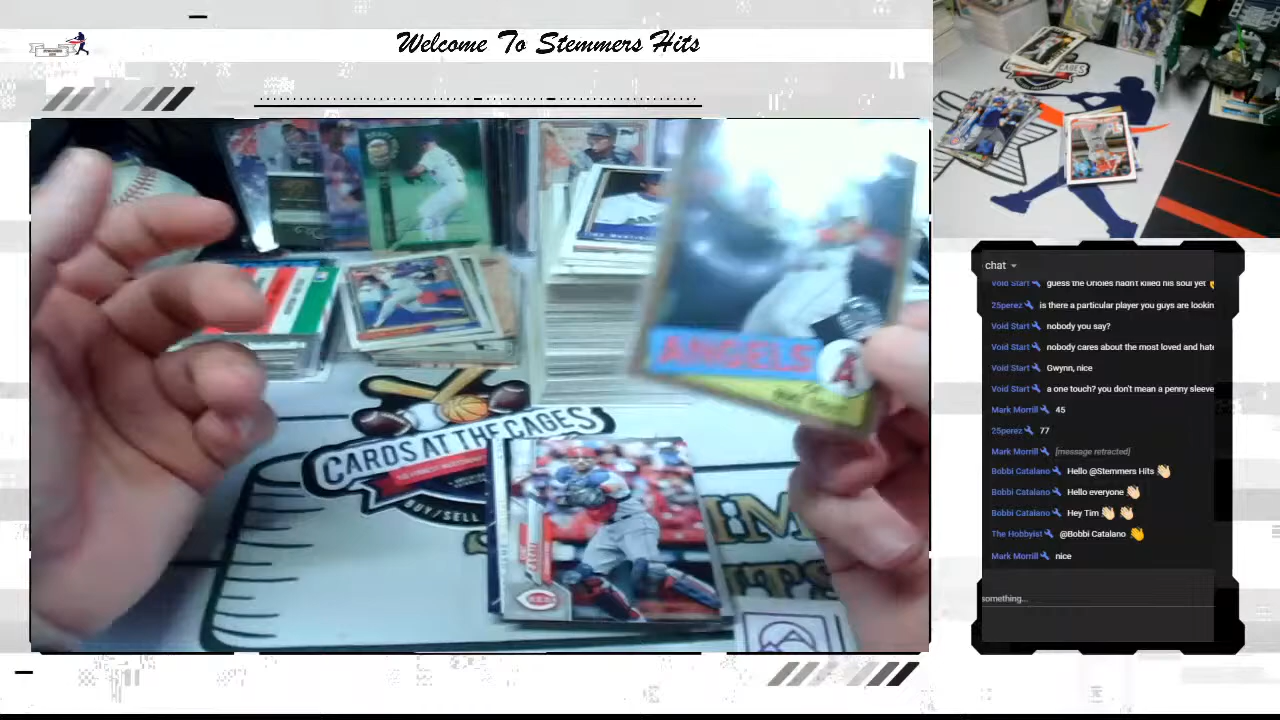 Welcome To Stemmers Hits
ANGELS
A
CARDS AT THE CAGES
BUY/SELL
REDS
chat
Void Start guess the Orioles hadn't killed his soul yet
25perez is there a particular player you guys are lookin
Void Start nobody you say?
Void Start nobody cares about the most loved and hate
Void Start Gwynn, nice
Void Start a one touch? you don't mean a penny sleeve
Mark Morrill 45
25perez 77
Mark Morrill [message retracted]
Bobbi Catalano Hello @Stemmers Hits 👋🏻
Bobbi Catalano Hello everyone 👋🏻
Bobbi Catalano Hey Tim 👋🏻 👋🏻
The Hobbyist @Bobbi Catalano 👏
Mark Morrill nice
something...